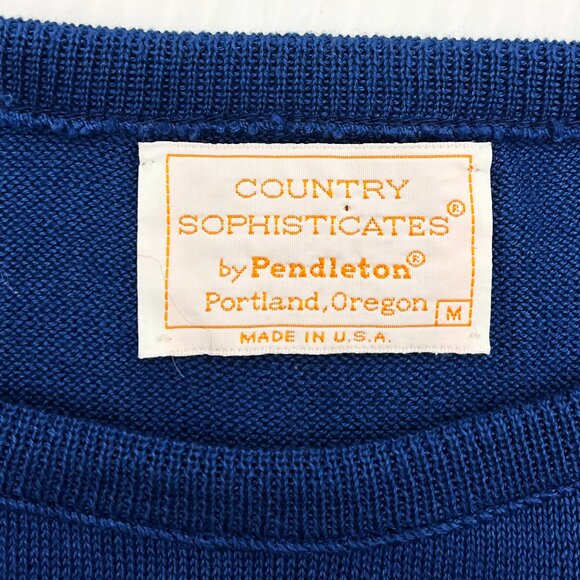 COUNTRY
SOPHISTICATES®
by Pendleton®
Portland, Oregon M
MADE IN U.S.A.